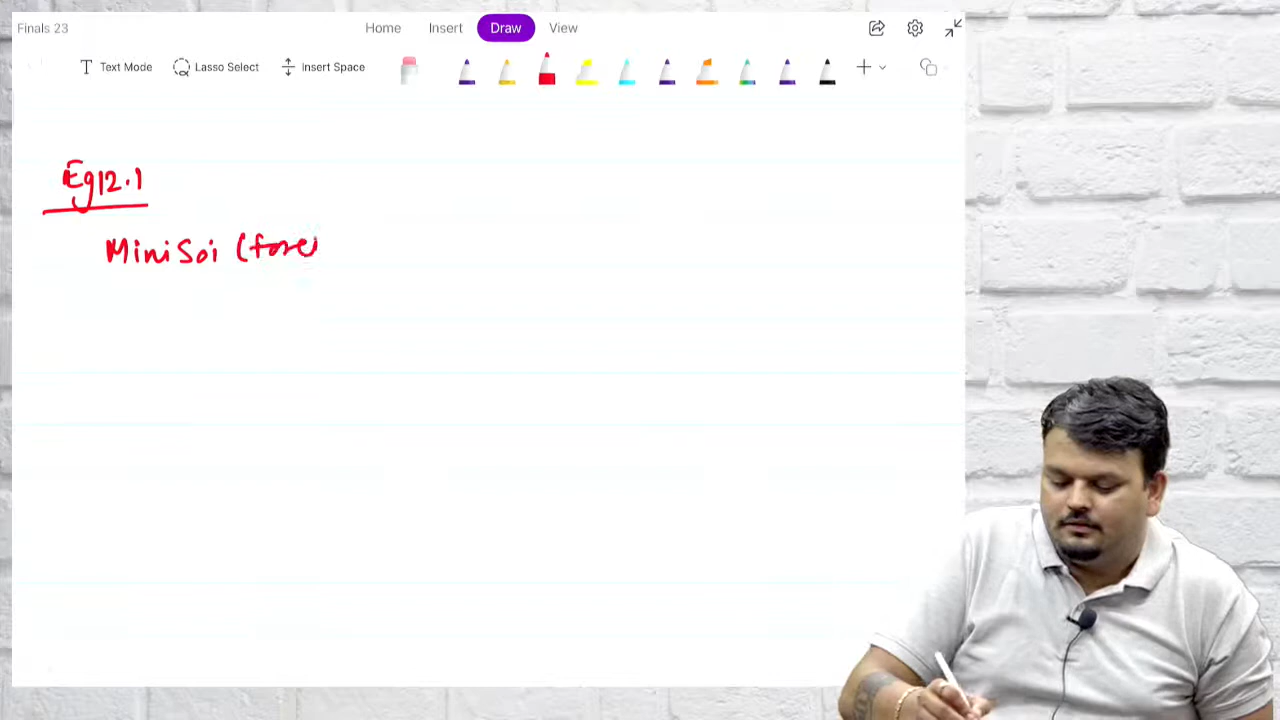 Finals 23
Home Insert Draw View
Text Mode Lasso Select Insert Space
Eg12.1
MiniSoi (fore